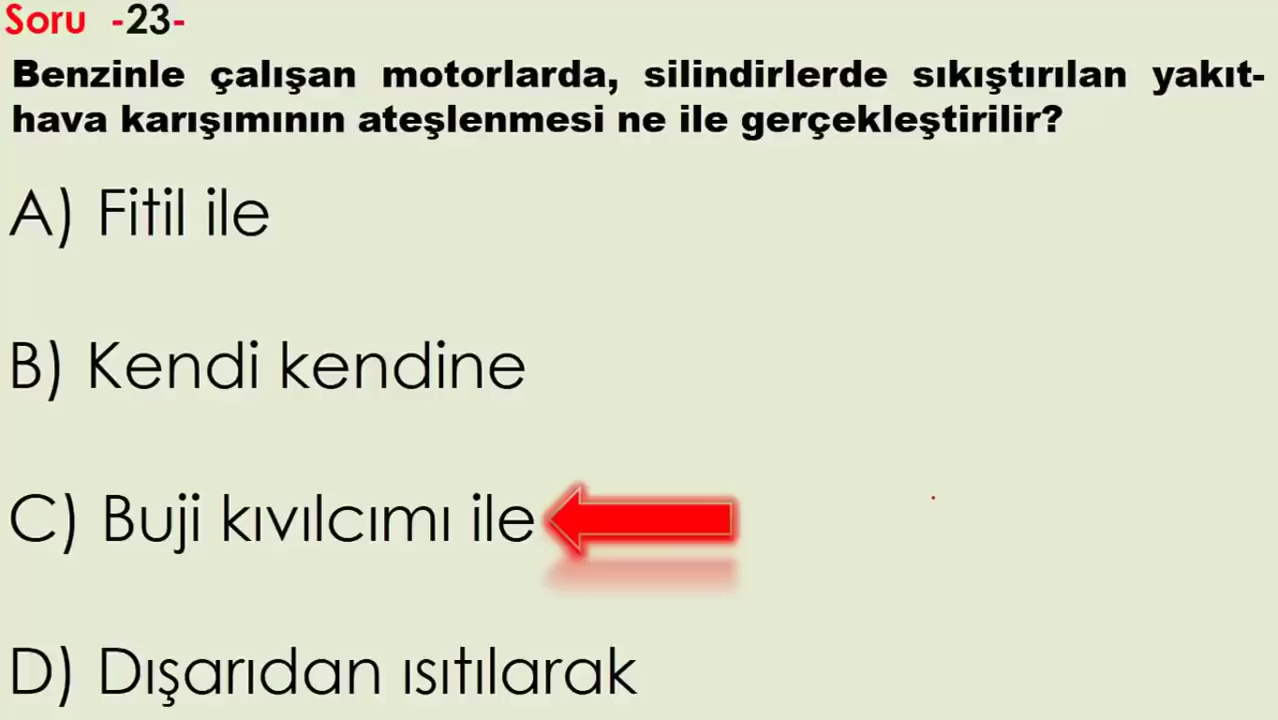 Soru -23-
Benzinle çalışan motorlarda, silindirlerde sıkıştırılan yakıt-
hava karışımının ateşlenmesi ne ile gerçekleştirilir?
A) Fitil ile
B) Kendi kendine
C) Buji kıvılcımı ile
D) Dışarıdan ısıtılarak